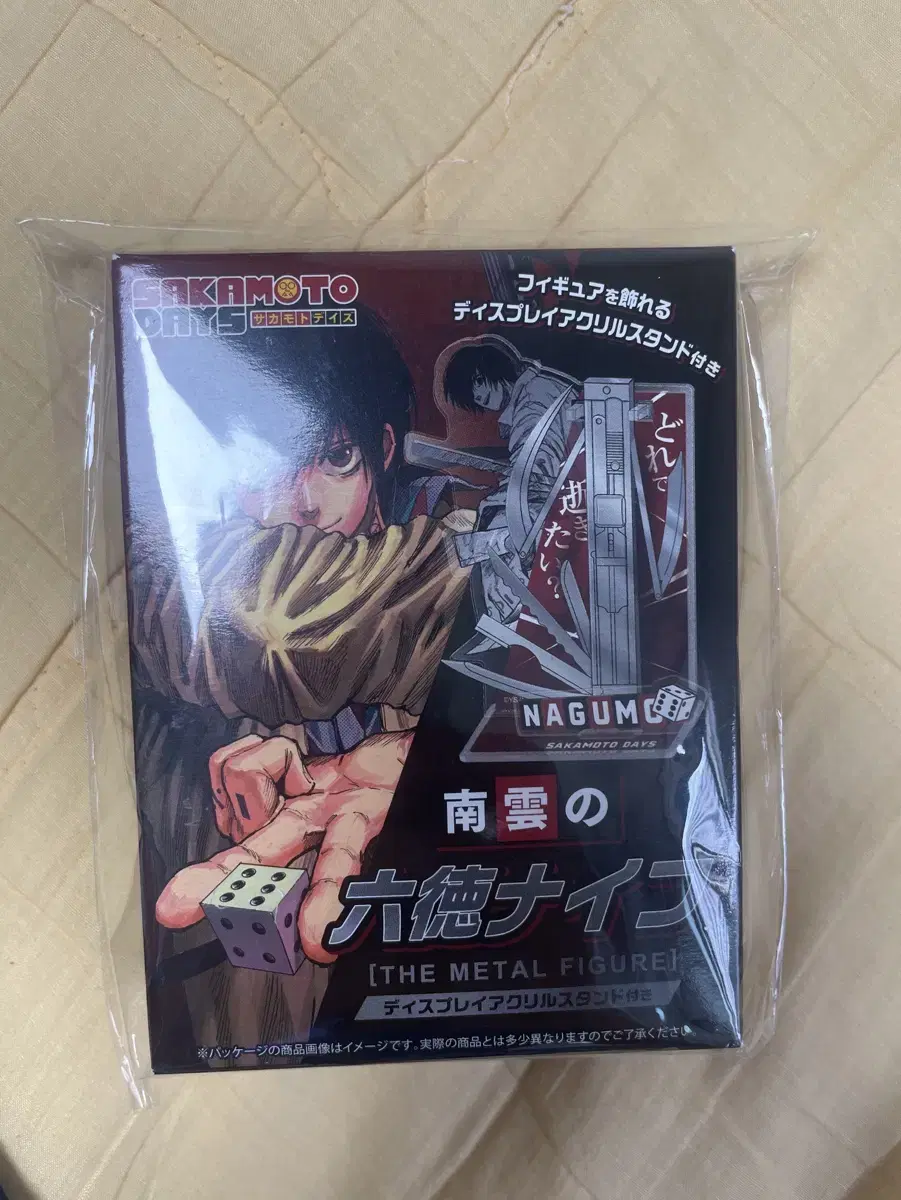 SAKAMOTO
DAYS サカモトデイズ
フィギュアを飾れる
ディスプレイアクリルスタンド付き
どれで
逝き
たい?
NAGUMO
SAKAMOTO DAYS
南雲の
六徳ナイフ
[THE METAL FIGURE]
ディスプレイアクリルスタンド付き
※パッケージの商品画像はイメージです。実際の商品とは多少異なりますのでご了承ください